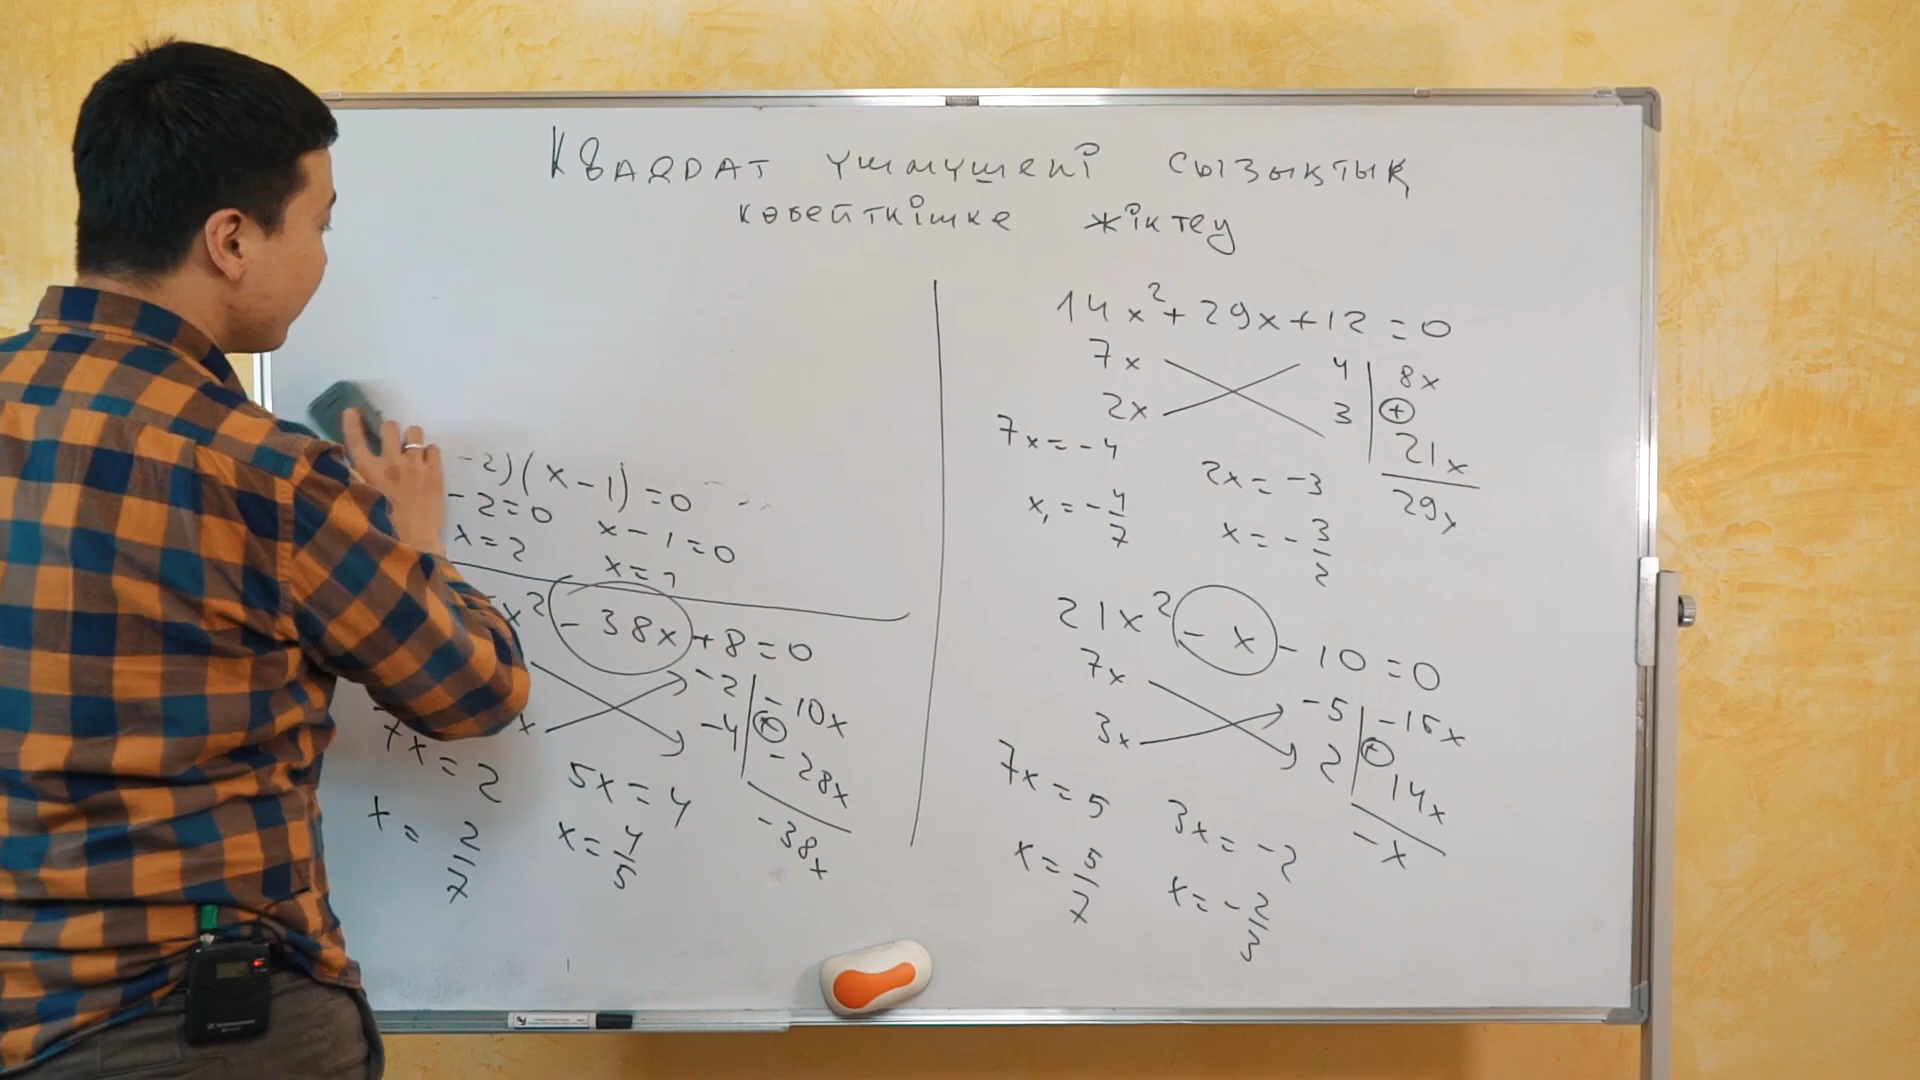 Квардат үшмүшені сызықтық
көбейткішке жіктеу
-2)(x-1)=0
-2=0 x-1=0
x=2 x=1
x² -38x+8=0
-2 -10x
x -4 +
-28x
-38x
7x=2 5x=4
x=2/7 x=4/5
14x²+29x+12=0
7x 4 8x
2x 3 +
21x
29x
7x=-4 2x=-3
x₁=-4/7 x=-3/2
21x²-x-10=0
7x -5 -15x
3x 2 +
14x
-x
7x=5 3x=-2
x=5/7 x=-2/3